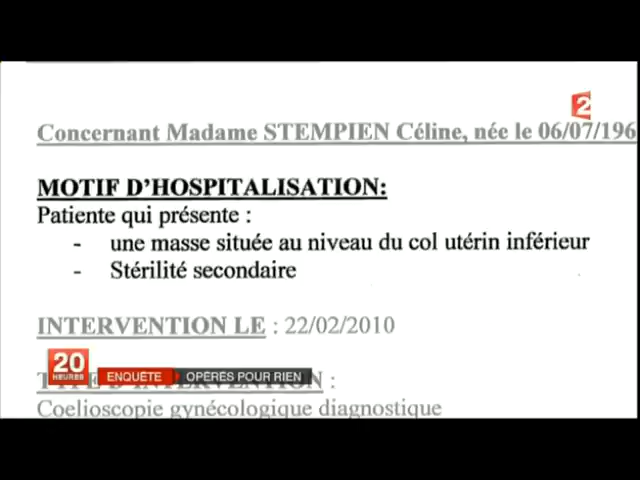 2
Concernant Madame STEMPIEN Céline, née le 06/07/196
MOTIF D'HOSPITALISATION:
Patiente qui présente :
- une masse située au niveau du col utérin inférieur
- Stérilité secondaire
INTERVENTION LE : 22/02/2010
20 HEURES ENQUÊTE OPÉRÉS POUR RIEN
TYPE D'INTERVENTION :
Coelioscopie gynécologique diagnostique